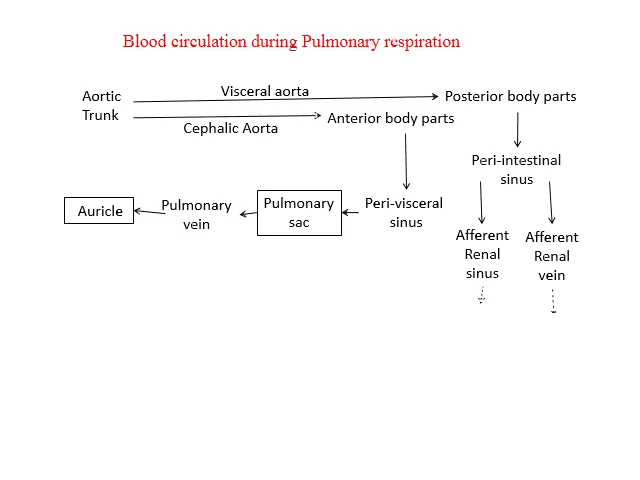 Blood circulation during Pulmonary respiration
Visceral aorta
Aortic
Trunk
Posterior body parts
Cephalic Aorta
Anterior body parts
Peri-intestinal
sinus
Auricle
Pulmonary
vein
Pulmonary
sac
Peri-visceral
sinus
Afferent
Renal
sinus
Afferent
Renal
vein